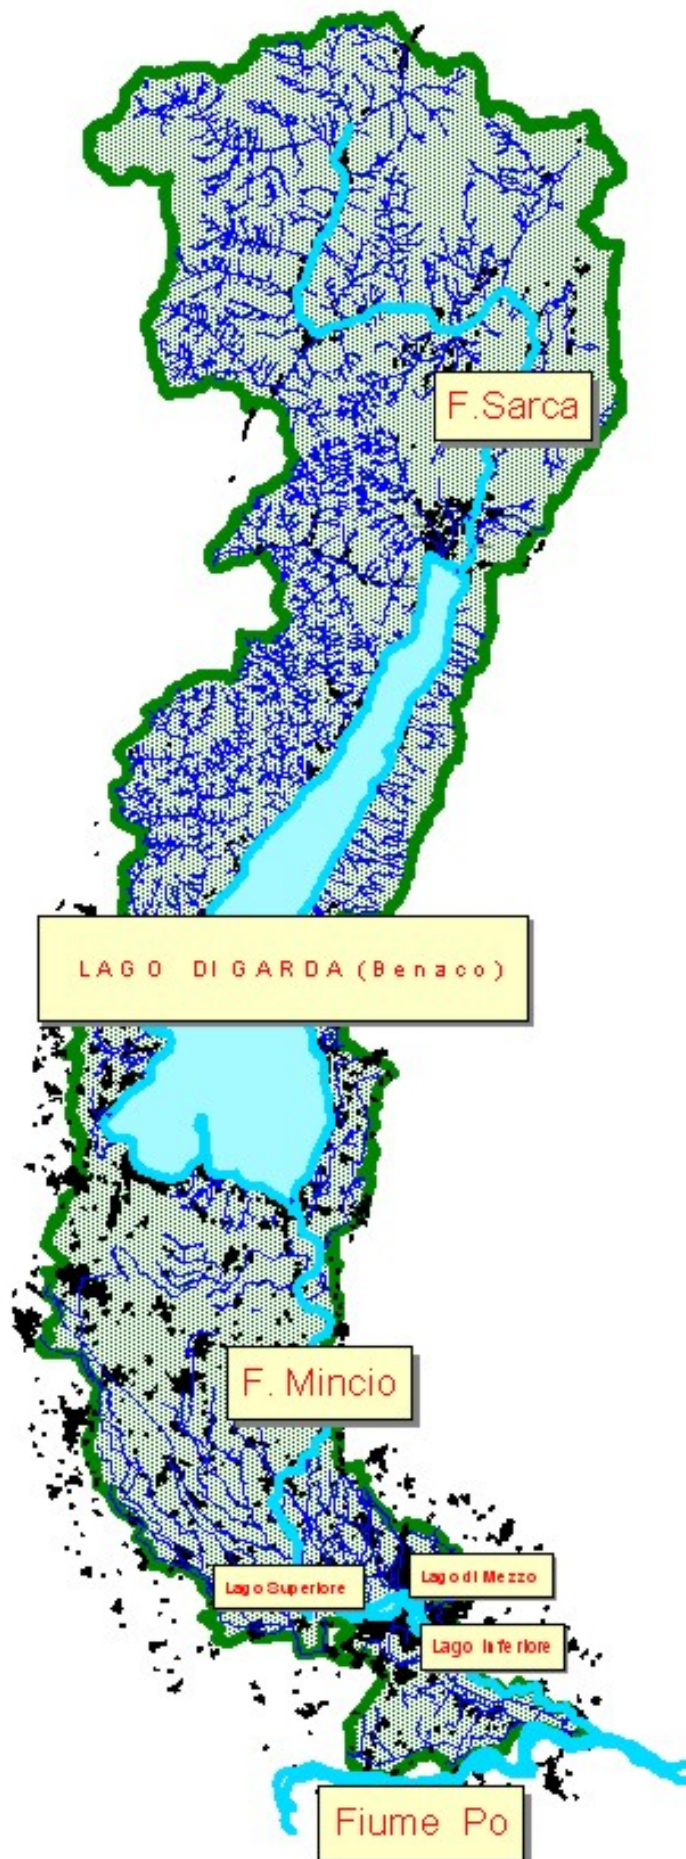 F.Sarca
LAGO DI GARDA (Benaco)
F. Mincio
Lago Superiore
Lago di Mezzo
Lago Inferiore
Fiume Po